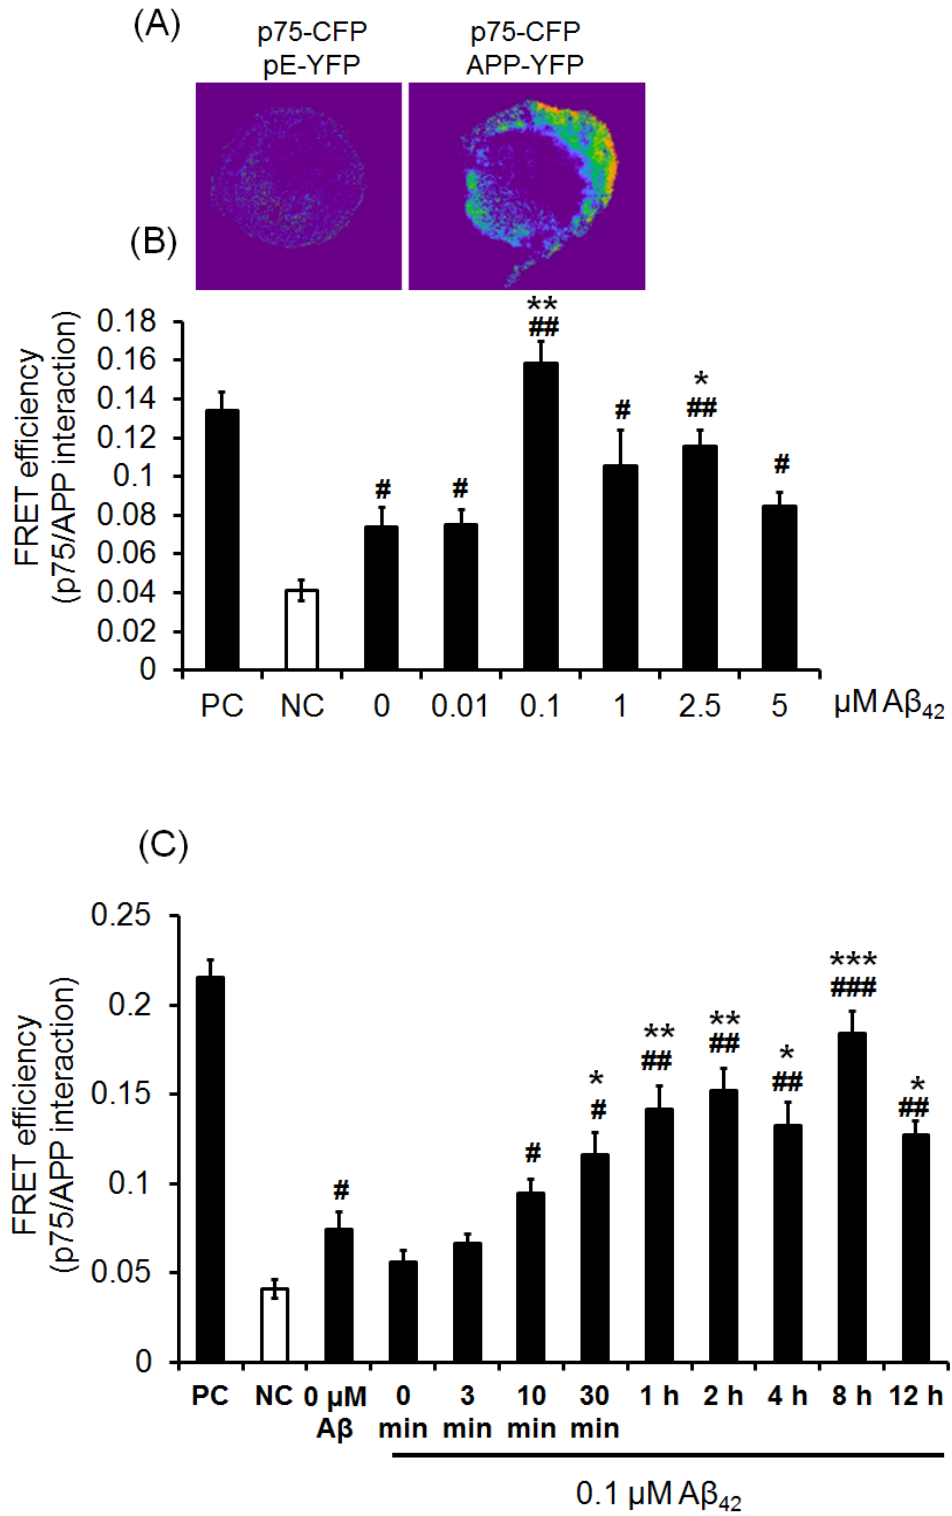 (A)
p75-CFP
pE-YFP
p75-CFP
APP-YFP
(B)
FRET efficiency
(p75/APP interaction)
0.18
0.16
0.14
0.12
0.1
0.08
0.06
0.04
0.02
0
#
#
**
##
#
*
##
#
PC NC 0 0.01 0.1 1 2.5 5 µM Aβ42
(C)
FRET efficiency
(p75/APP interaction)
0.25
0.2
0.15
0.1
0.05
0
#
#
*
#
**
##
**
##
*
##
***
###
*
##
PC NC 0 µM 0 3 10 30 1 h 2 h 4 h 8 h 12 h
Aβ min min min min
0.1 µM Aβ42